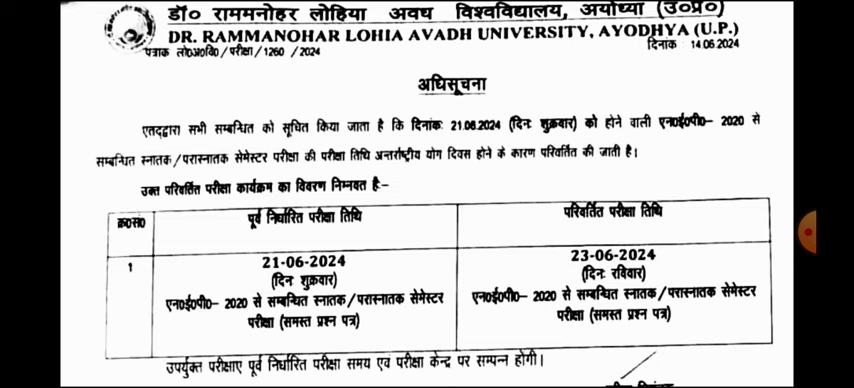 डॉ० राममनोहर लोहिया अवध विश्वविद्यालय, अयोध्या (उ०प्र०)
DR. RAMMANOHAR LOHIA AVADH UNIVERSITY, AYODHYA (U.P.)
पत्राक लो०अ०वि०/परीक्षा/1260 /2024
दिनांक 14.06.2024
अधिसूचना
एतद्द्वारा सभी सम्बन्धित को सूचित किया जाता है कि दिनांकः 21.06.2024 (दिनः शुक्रवार) को होने वाली एन०ई०पी०- 2020 से
सम्बन्धित स्नातक/परास्नातक सेमेस्टर परीक्षा की परीक्षा तिथि अन्तर्राष्ट्रीय योग दिवस होने के कारण परिवर्तित की जाती है।
उक्त परिवर्तित परीक्षा कार्यक्रम का विवरण निम्नवत है:-
क्र०सं०
पूर्व निर्धारित परीक्षा तिथि
परिवर्तित परीक्षा तिथि
1
21-06-2024
(दिनः शुक्रवार)
एन०ई०पी०- 2020 से सम्बन्धित स्नातक/परास्नातक सेमेस्टर
परीक्षा (समस्त प्रश्न पत्र)
23-06-2024
(दिनः रविवार)
एन०ई०पी०- 2020 से सम्बन्धित स्नातक/परास्नातक सेमेस्टर
परीक्षा (समस्त प्रश्न पत्र)
उपर्युक्त परीक्षाए पूर्व निर्धारित परीक्षा समय एवं परीक्षा केन्द्र पर सम्पन्न होंगी।